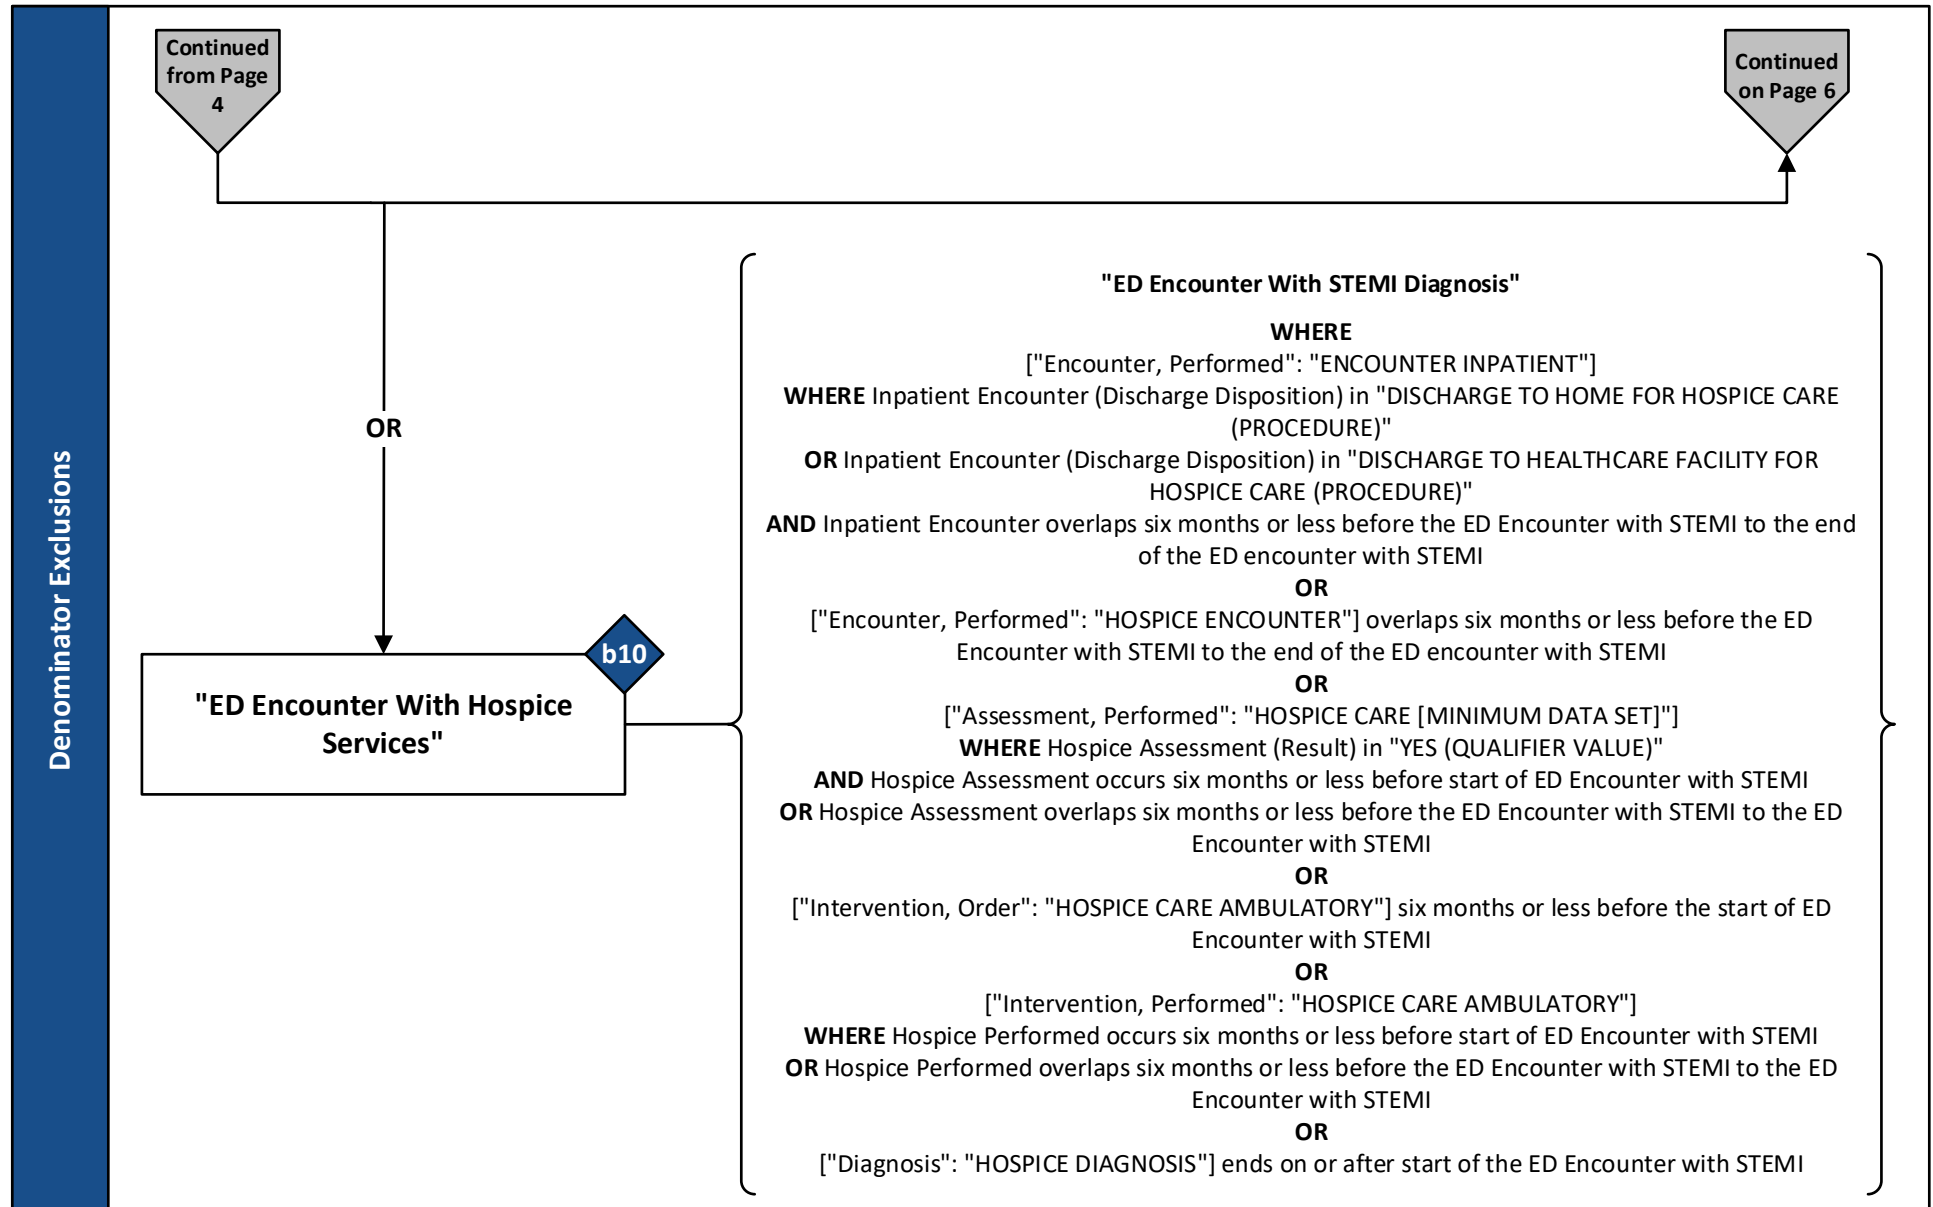 Denominator Exclusions
Continued
from Page
4
Continued
on Page 6
OR
b10
"ED Encounter With Hospice
Services"
"ED Encounter With STEMI Diagnosis"
WHERE
["Encounter, Performed": "ENCOUNTER INPATIENT"]
WHERE Inpatient Encounter (Discharge Disposition) in "DISCHARGE TO HOME FOR HOSPICE CARE
(PROCEDURE)"
OR Inpatient Encounter (Discharge Disposition) in "DISCHARGE TO HEALTHCARE FACILITY FOR
HOSPICE CARE (PROCEDURE)"
AND Inpatient Encounter overlaps six months or less before the ED Encounter with STEMI to the end
of the ED encounter with STEMI
OR
["Encounter, Performed": "HOSPICE ENCOUNTER"] overlaps six months or less before the ED
Encounter with STEMI to the end of the ED encounter with STEMI
OR
["Assessment, Performed": "HOSPICE CARE [MINIMUM DATA SET]"]
WHERE Hospice Assessment (Result) in "YES (QUALIFIER VALUE)"
AND Hospice Assessment occurs six months or less before start of ED Encounter with STEMI
OR Hospice Assessment overlaps six months or less before the ED Encounter with STEMI to the ED
Encounter with STEMI
OR
["Intervention, Order": "HOSPICE CARE AMBULATORY"] six months or less before the start of ED
Encounter with STEMI
OR
["Intervention, Performed": "HOSPICE CARE AMBULATORY"]
WHERE Hospice Performed occurs six months or less before start of ED Encounter with STEMI
OR Hospice Performed overlaps six months or less before the ED Encounter with STEMI to the ED
Encounter with STEMI
OR
["Diagnosis": "HOSPICE DIAGNOSIS"] ends on or after start of the ED Encounter with STEMI